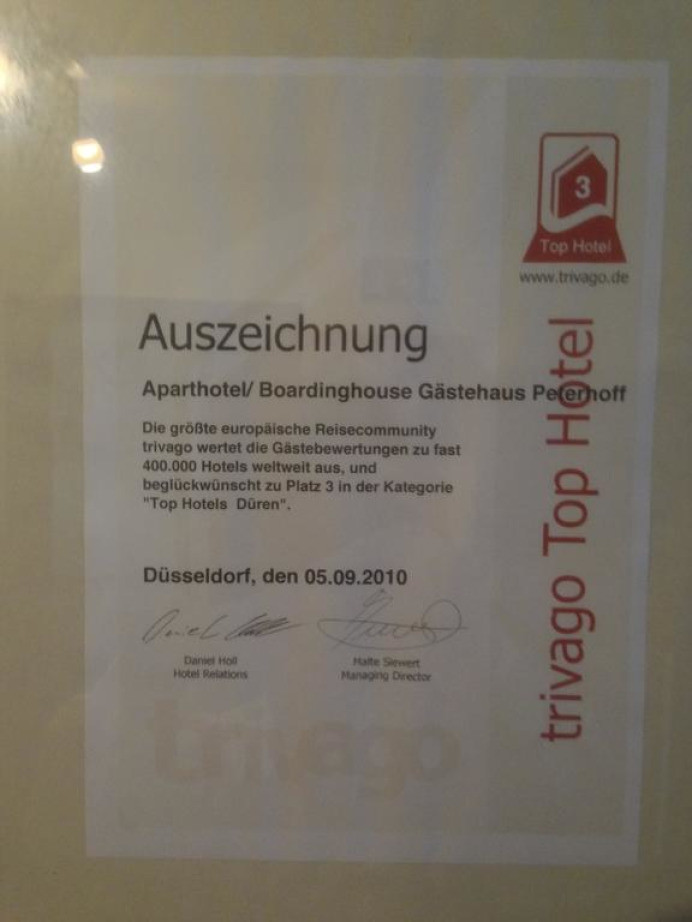 3
Top Hotel
www.trivago.de
Auszeichnung
Aparthotel/ Boardinghouse Gästehaus Peterhoff
Die größte europäische Reisecommunity
trivago wertet die Gästebewertungen zu fast
400.000 Hotels weltweit aus, und
beglückwünscht zu Platz 3 in der Kategorie
"Top Hotels Düren".
Düsseldorf, den 05.09.2010
Daniel Holl
Hotel Relations
Malte Siewert
Managing Director
trivago
trivago Top Hotel